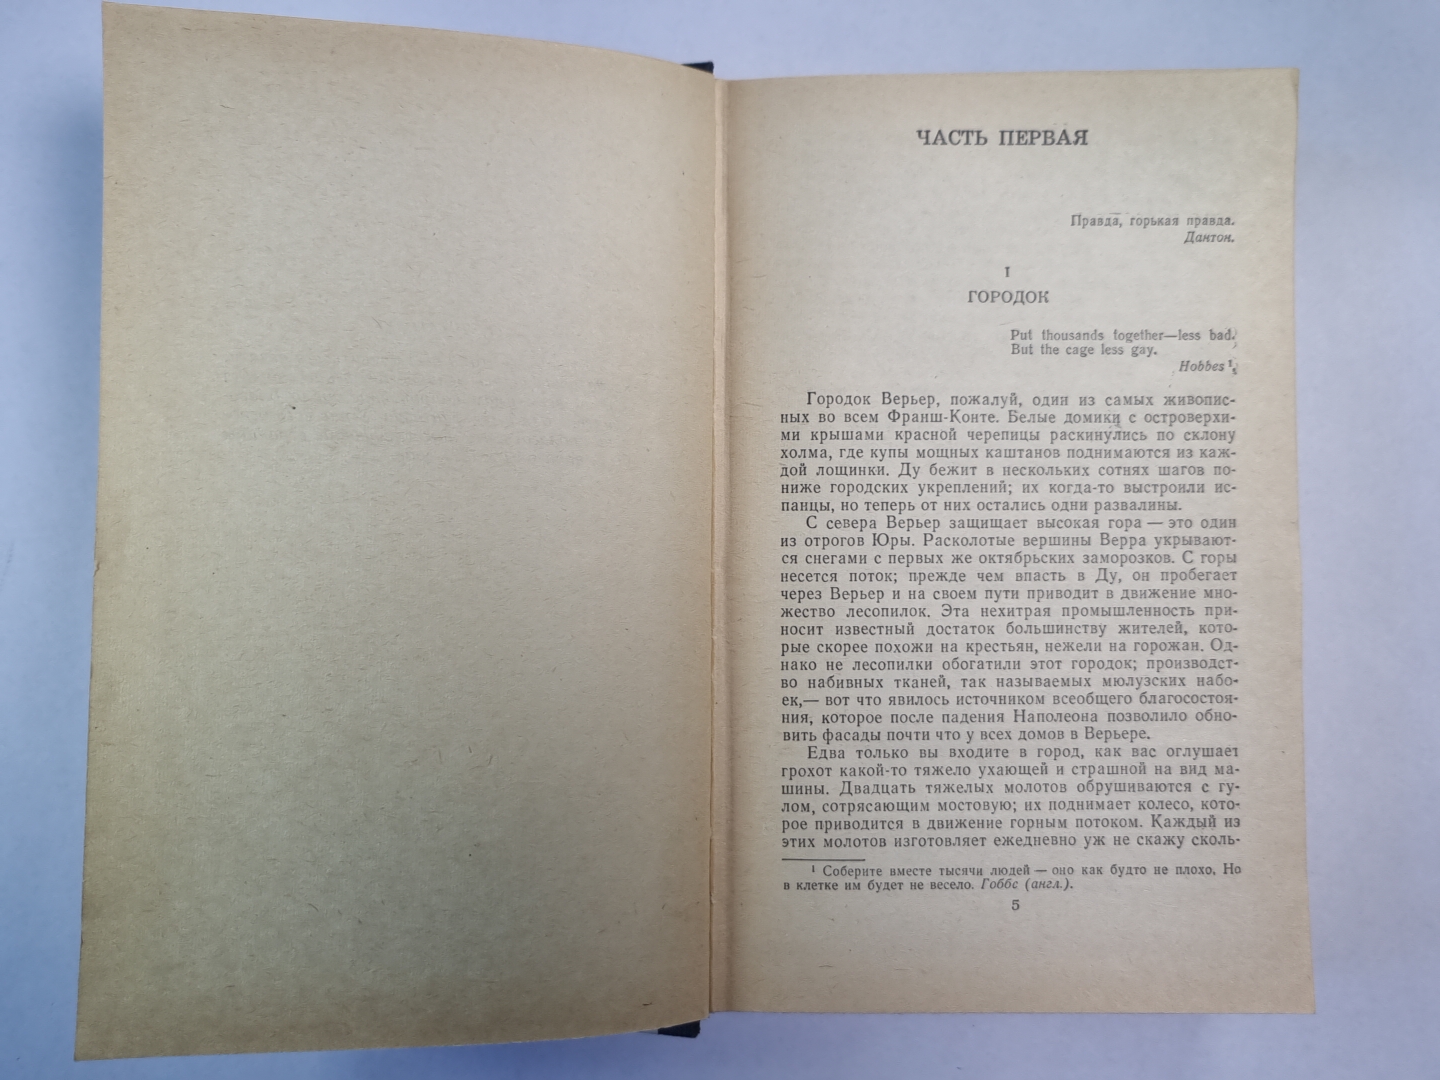 ЧАСТЬ ПЕРВАЯ
Правда, горькая правда.
Дантон.
I
ГОРОДОК
Put thousands together—less bad.
But the cage less gay.
Hobbes ¹.
Городок Верьер, пожалуй, один из самых живопис-
ных во всем Франш-Конте. Белые домики с островерхи-
ми крышами красной черепицы раскинулись по склону
холма, где купы мощных каштанов поднимаются из каж-
дой лощинки. Ду бежит в нескольких сотнях шагов по-
ниже городских укреплений; их когда-то выстроили ис-
панцы, но теперь от них остались одни развалины.
С севера Верьер защищает высокая гора — это один
из отрогов Юры. Расколотые вершины Верра укрывают-
ся снегами с первых же октябрьских заморозков. С горы
несется поток; прежде чем впасть в Ду, он пробегает
через Верьер и на своем пути приводит в движение мно-
жество лесопилок. Эта нехитрая промышленность при-
носит известный достаток большинству жителей, кото-
рые скорее похожи на крестьян, нежели на горожан. Од-
нако не лесопилки обогатили этот городок; производст-
во набивных тканей, так называемых мюлузских набо-
ек,— вот что явилось источником всеобщего благосостоя-
ния, которое после падения Наполеона позволило обно-
вить фасады почти что у всех домов в Верьере.
Едва только вы входите в город, как вас оглушает
грохот какой-то тяжело ухающей и страшной на вид ма-
шины. Двадцать тяжелых молотов обрушиваются с гу-
лом, сотрясающим мостовую; их поднимает колесо, кото-
рое приводится в движение горным потоком. Каждый из
этих молотов изготовляет ежедневно уж не скажу сколь-
¹ Соберите вместе тысячи людей — оно как будто не плохо, Но
в клетке им будет не весело. Гоббс (англ.).
5